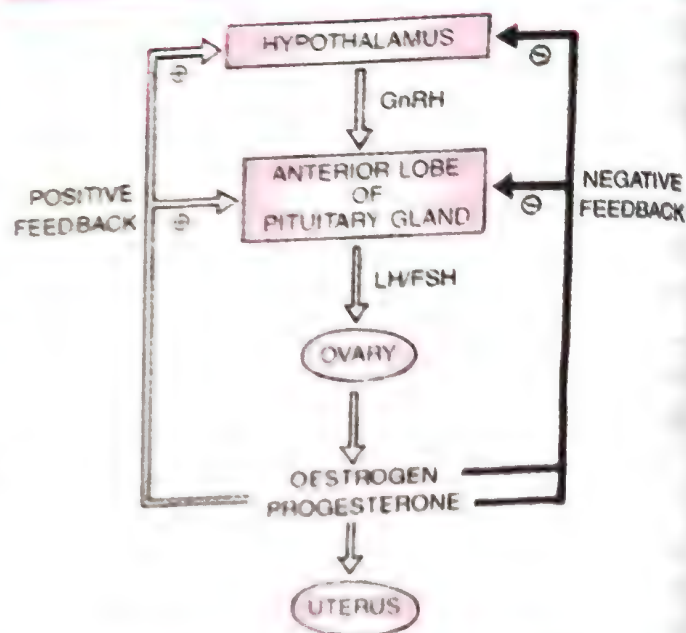 HYPOTHALAMUS
⊕
⊖
GnRH
ANTERIOR LOBE
OF
PITUITARY GLAND
POSITIVE
FEEDBACK
⊕
⊖
NEGATIVE
FEEDBACK
LH/FSH
OVARY
OESTROGEN
PROGESTERONE
UTERUS